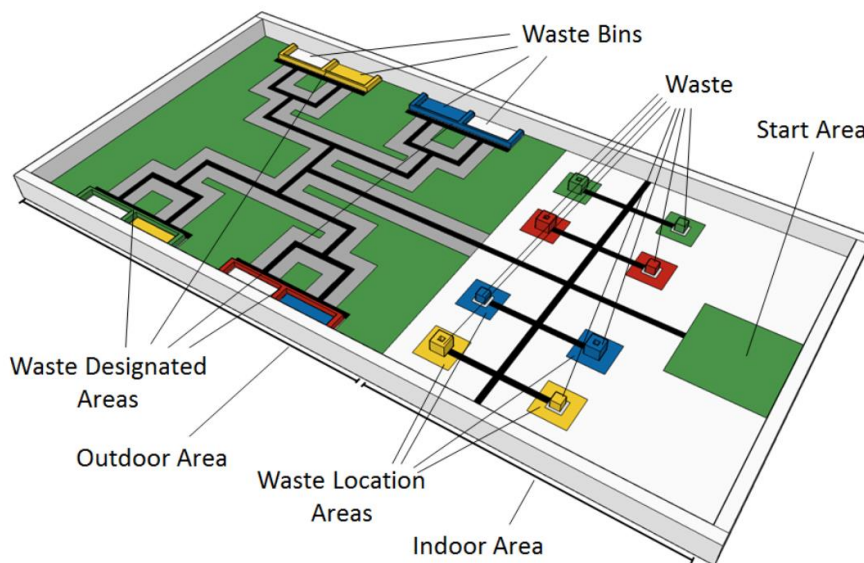 Waste Bins
Waste
Start Area
Waste Designated
Areas
Outdoor Area
Waste Location
Areas
Indoor Area